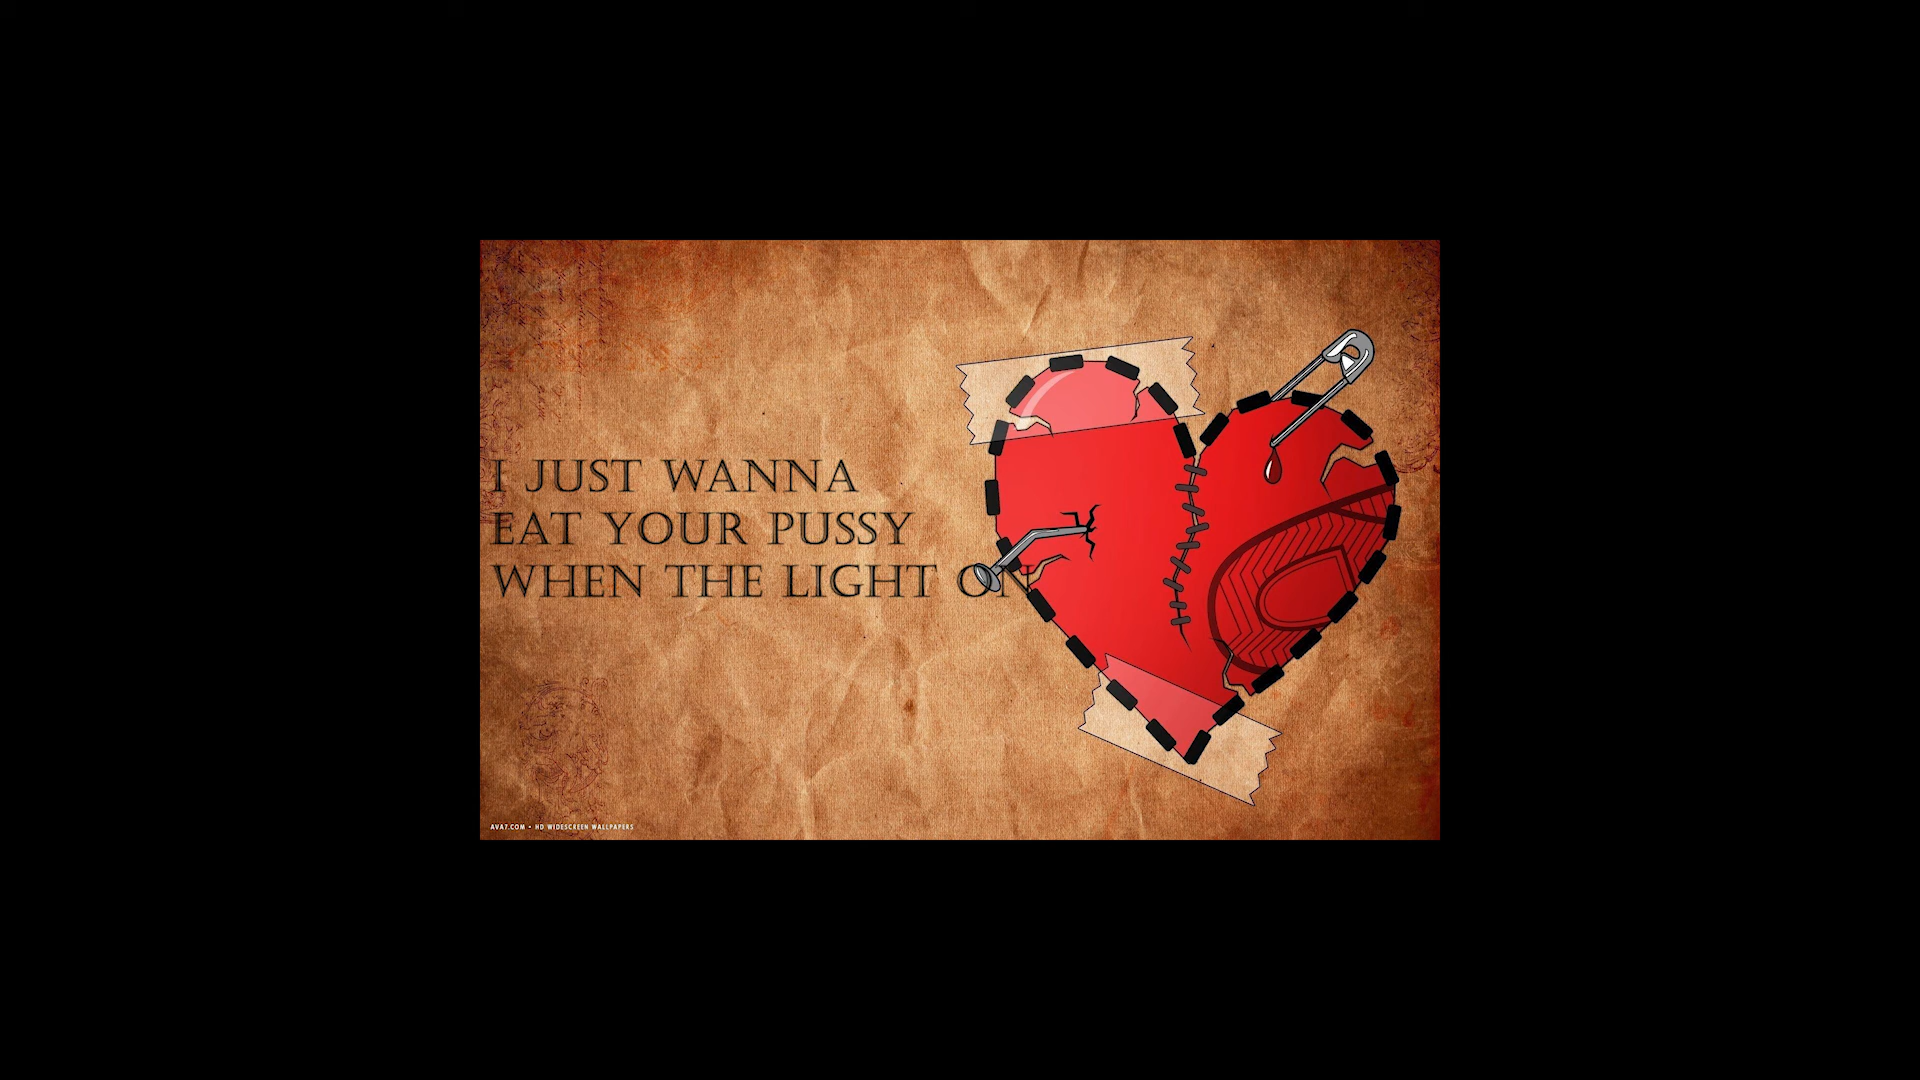 I JUST WANNA
EAT YOUR PUSSY
WHEN THE LIGHT ON
AVA7.COM • HD WIDESCREEN WALLPAPERS